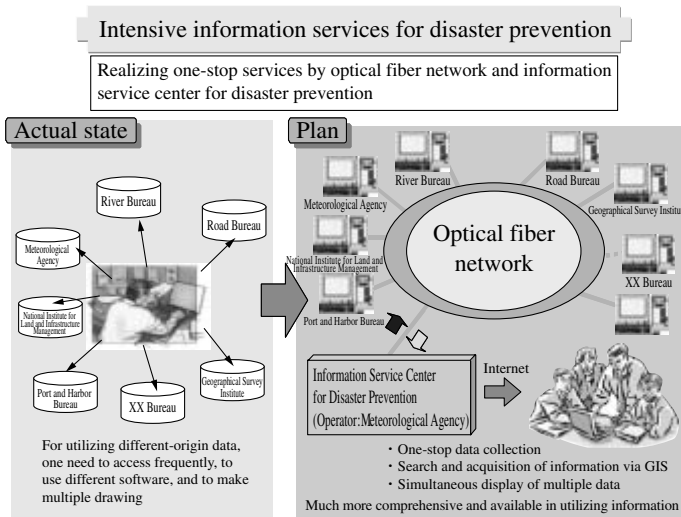 Intensive information services for disaster prevention
Realizing one-stop services by optical fiber network and information
service center for disaster prevention
Actual state
River Bureau
Road Bureau
Meteorological
Agency
National Institute for
Land and Infrastructure
Management
Port and Harbor
Bureau
XX Bureau
Geographical Survey
Institute
For utilizing different-origin data,
one need to access frequently, to
use different software, and to make
multiple drawing
Plan
River Bureau
Road Bureau
Meteorological Agency
Geographical Survey Institu
National Institute for Land and
Infrastructure Management
XX Bureau
Port and Harbor Bureau
Optical fiber
network
Information Service Center
for Disaster Prevention
(Operator:Meteorological Agency)
Internet
・One-stop data collection
・Search and acquisition of information via GIS
・Simultaneous display of multiple data
Much more comprehensive and available in utilizing information